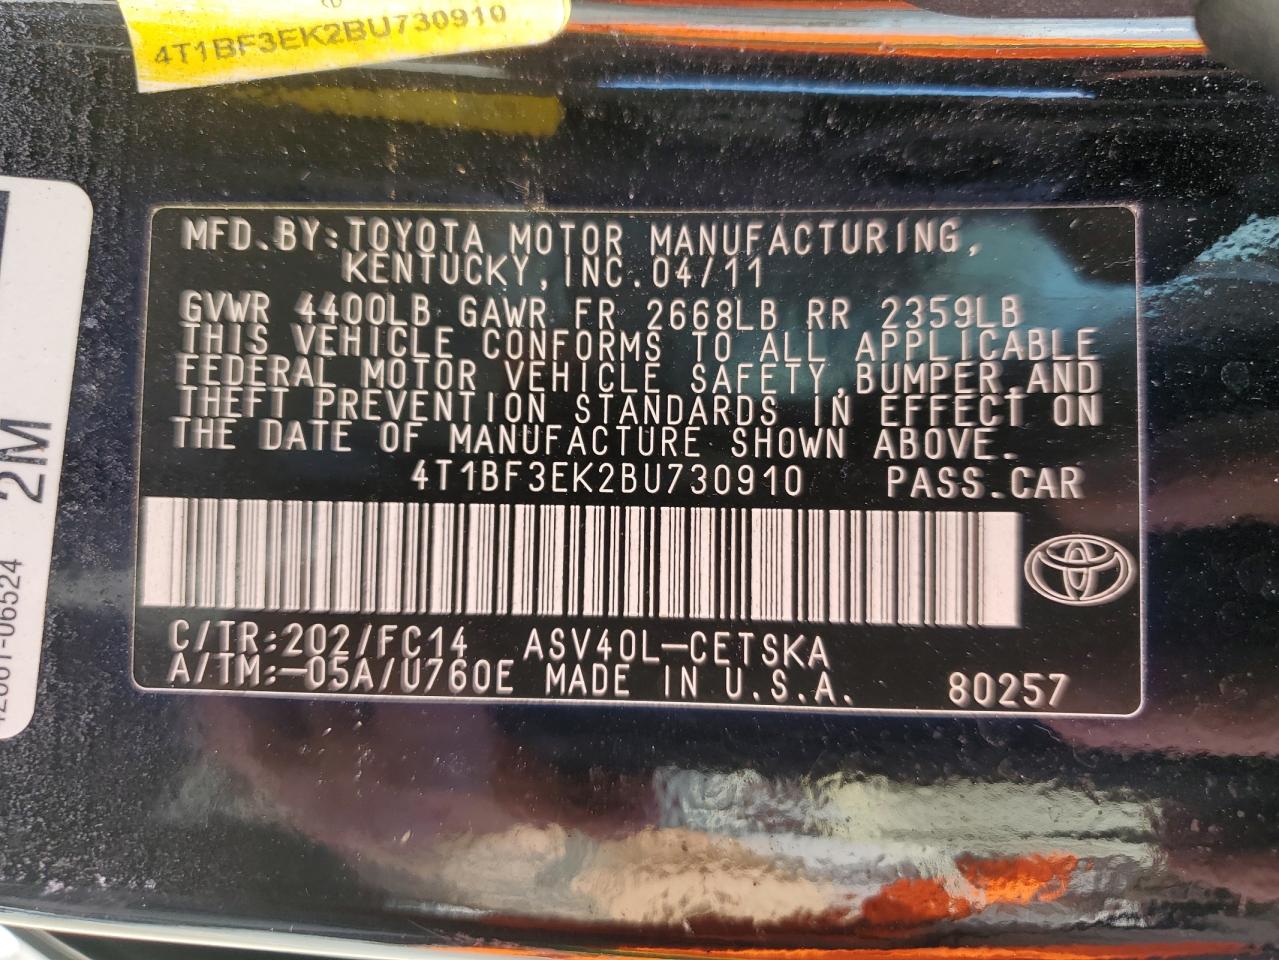 4T1BF3EK2BU730910
MFD.BY:TOYOTA MOTOR MANUFACTURING,
KENTUCKY,INC.04/11
GVWR 4400LB GAWR FR 2668LB RR 2359LB
THIS VEHICLE CONFORMS TO ALL APPLICABLE
FEDERAL MOTOR VEHICLE SAFETY,BUMPER,AND
THEFT PREVENTION STANDARDS IN EFFECT ON
THE DATE OF MANUFACTURE SHOWN ABOVE.
4T1BF3EK2BU730910 PASS.CAR
C/TR:202/FC14 ASV40L-CETSKA
A/TM:-05A/U760E MADE IN U.S.A. 80257
2M